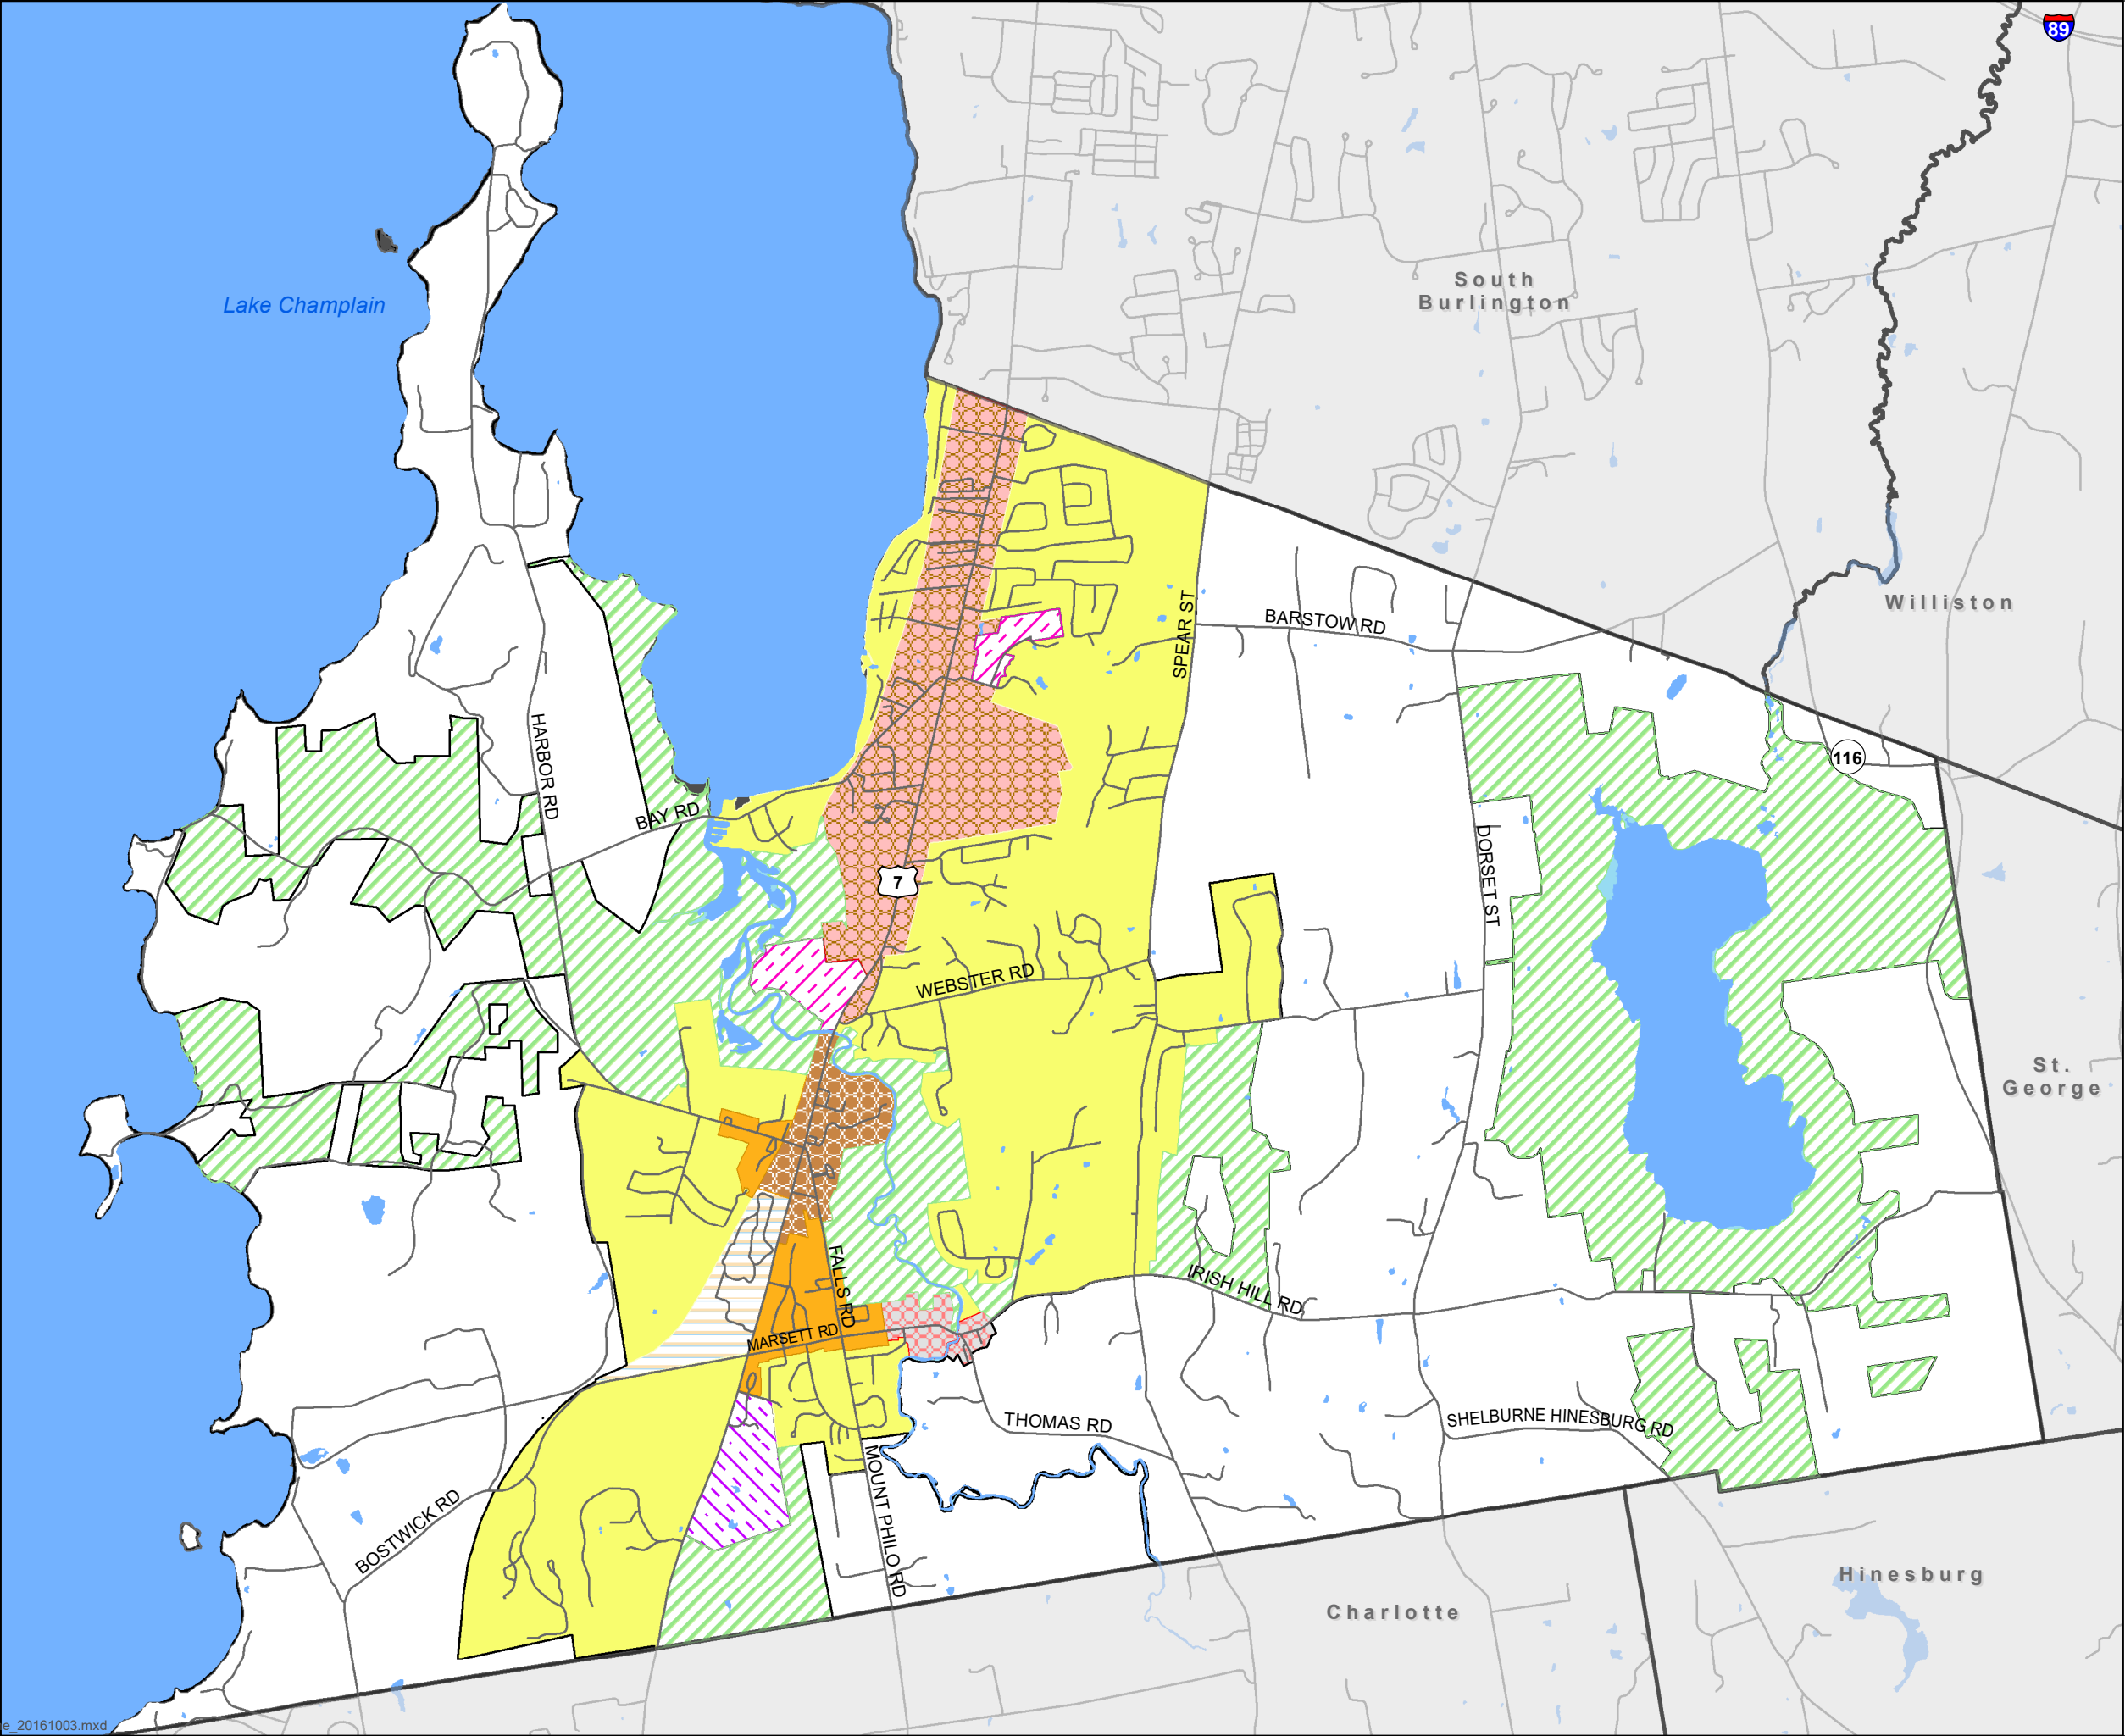 89
South
Burlington
Lake Champlain
Williston
SPEAR ST
BARSTOW RD
HARBOR RD
116
BAY RD
DORSET ST
7
WEBSTER RD
St.
George
FALLS RD
IRISH HILL RD
MARSETT RD
THOMAS RD
SHELBURNE HINESBURG RD
MOUNT PHILO RD
BOSTWICK RD
Hinesburg
Charlotte
e_20161003.mxd